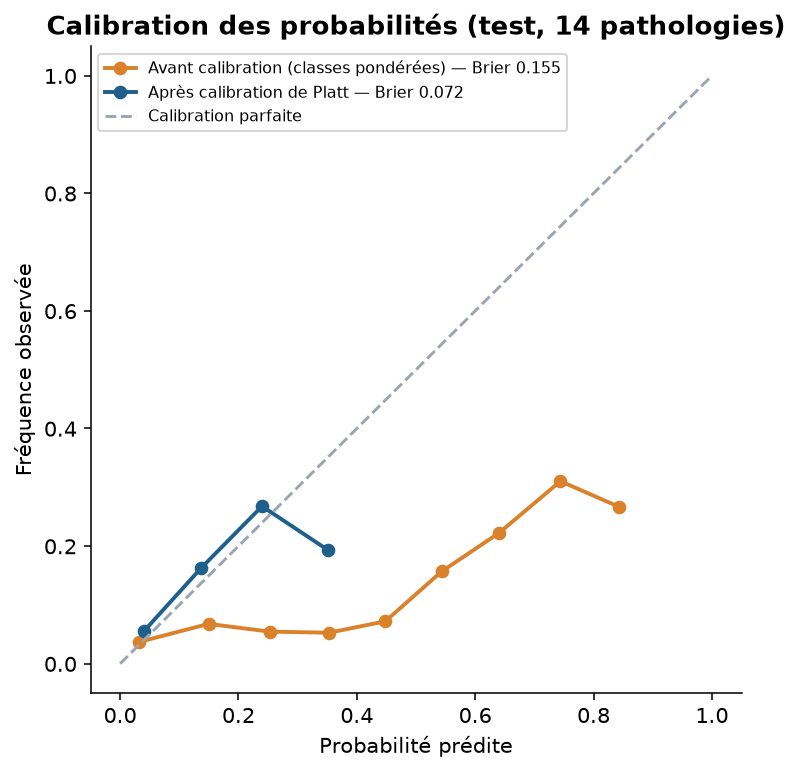 Calibration des probabilités (test, 14 pathologies)
Avant calibration (classes pondérées) — Brier 0.155
Après calibration de Platt — Brier 0.072
Calibration parfaite
1.0
0.8
0.6
0.4
0.2
0.0
Fréquence observée
0.0 0.2 0.4 0.6 0.8 1.0
Probabilité prédite